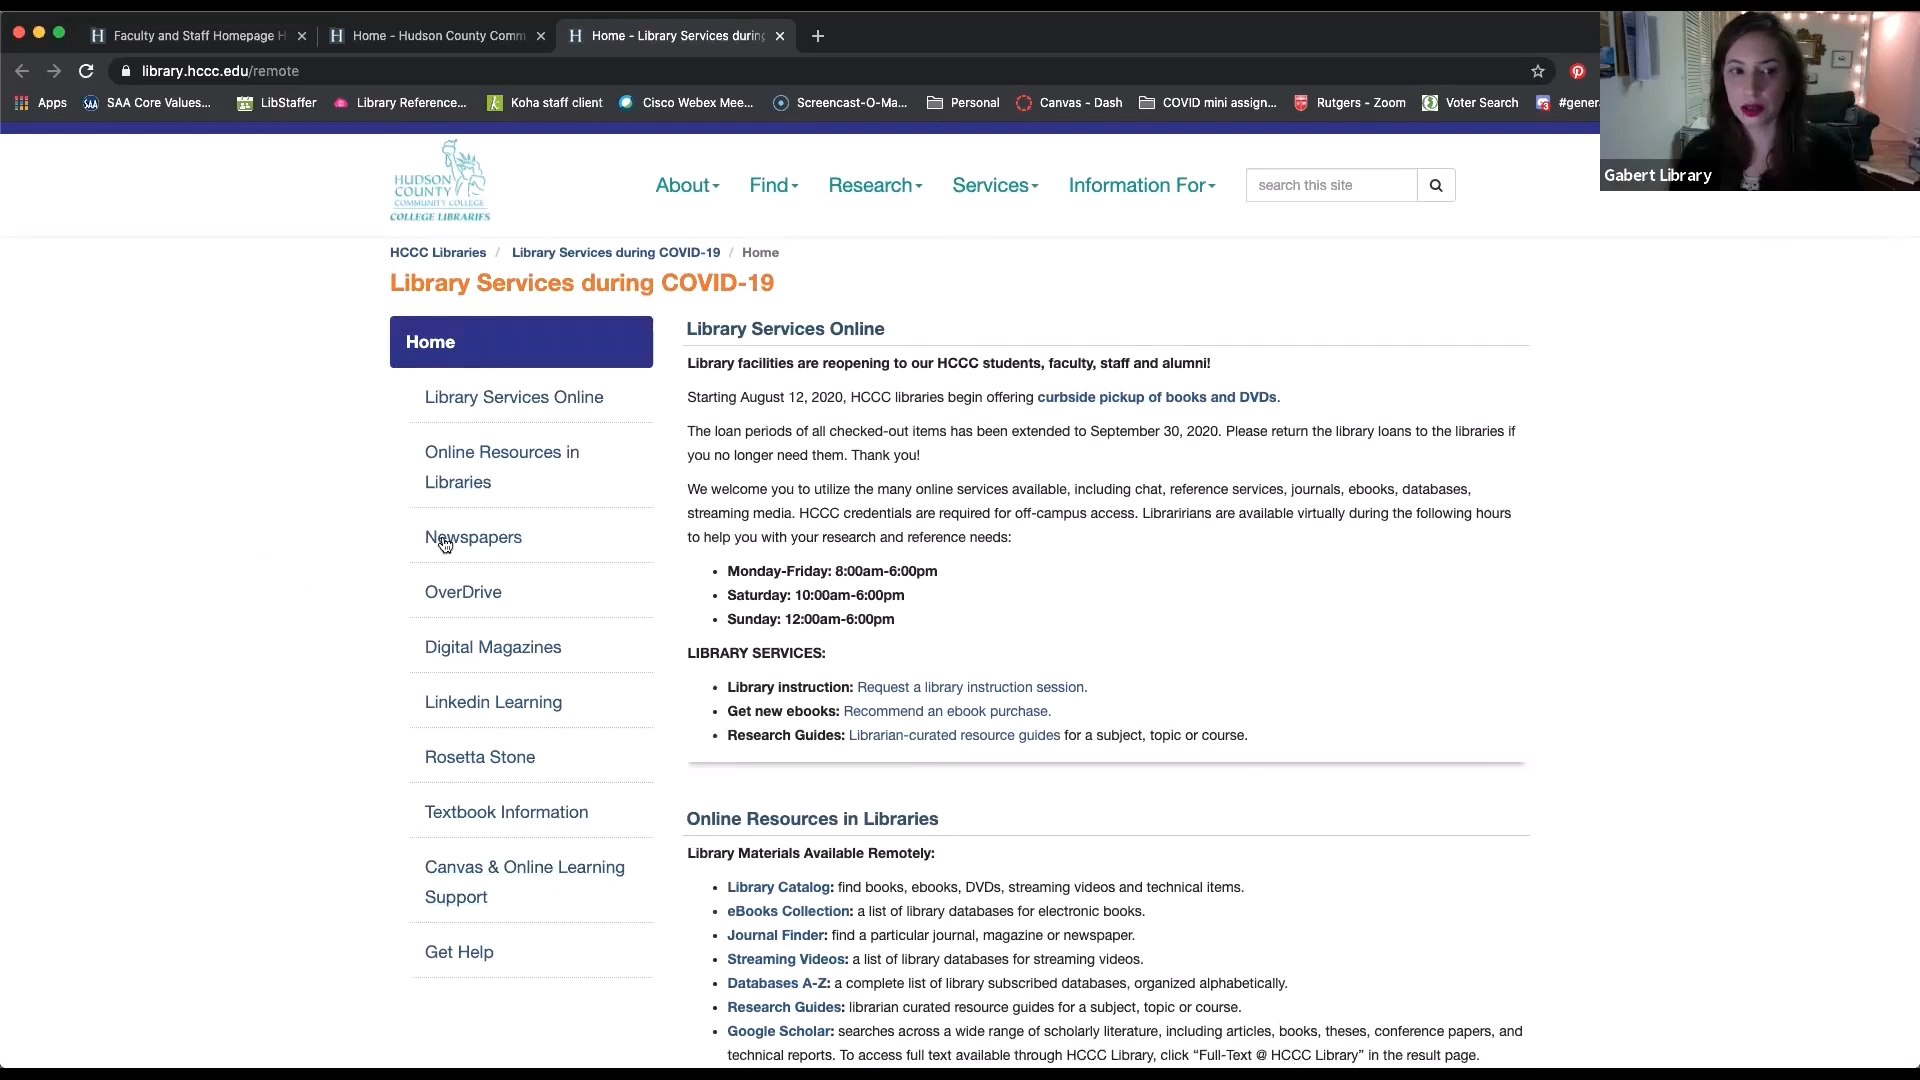 Faculty and Staff Homepage H
Home - Hudson County Comm
Home - Library Services during
library.hccc.edu/remote
Apps
SAA Core Values...
LibStaffer
Library Reference...
Koha staff client
Cisco Webex Mee...
Screencast-O-Ma...
Personal
Canvas - Dash
COVID mini assign...
Rutgers - Zoom
Voter Search
#gener
Gabert Library
HUDSON
COUNTY
COMMUNITY COLLEGE
COLLEGE LIBRARIES
About
Find
Research
Services
Information For
search this site
HCCC Libraries / Library Services during COVID-19 / Home
Library Services during COVID-19
Home
Library Services Online
Online Resources in
Libraries
Newspapers
OverDrive
Digital Magazines
Linkedin Learning
Rosetta Stone
Textbook Information
Canvas & Online Learning
Support
Get Help
Library Services Online
Library facilities are reopening to our HCCC students, faculty, staff and alumni!
Starting August 12, 2020, HCCC libraries begin offering curbside pickup of books and DVDs.
The loan periods of all checked-out items has been extended to September 30, 2020. Please return the library loans to the libraries if
you no longer need them. Thank you!
We welcome you to utilize the many online services available, including chat, reference services, journals, ebooks, databases,
streaming media. HCCC credentials are required for off-campus access. Libraririans are available virtually during the following hours
to help you with your research and reference needs:
• Monday-Friday: 8:00am-6:00pm
• Saturday: 10:00am-6:00pm
• Sunday: 12:00am-6:00pm
LIBRARY SERVICES:
• Library instruction: Request a library instruction session.
• Get new ebooks: Recommend an ebook purchase.
• Research Guides: Librarian-curated resource guides for a subject, topic or course.
Online Resources in Libraries
Library Materials Available Remotely:
• Library Catalog: find books, ebooks, DVDs, streaming videos and technical items.
• eBooks Collection: a list of library databases for electronic books.
• Journal Finder: find a particular journal, magazine or newspaper.
• Streaming Videos: a list of library databases for streaming videos.
• Databases A-Z: a complete list of library subscribed databases, organized alphabetically.
• Research Guides: librarian curated resource guides for a subject, topic or course.
• Google Scholar: searches across a wide range of scholarly literature, including articles, books, theses, conference papers, and
technical reports. To access full text available through HCCC Library, click “Full-Text @ HCCC Library” in the result page.